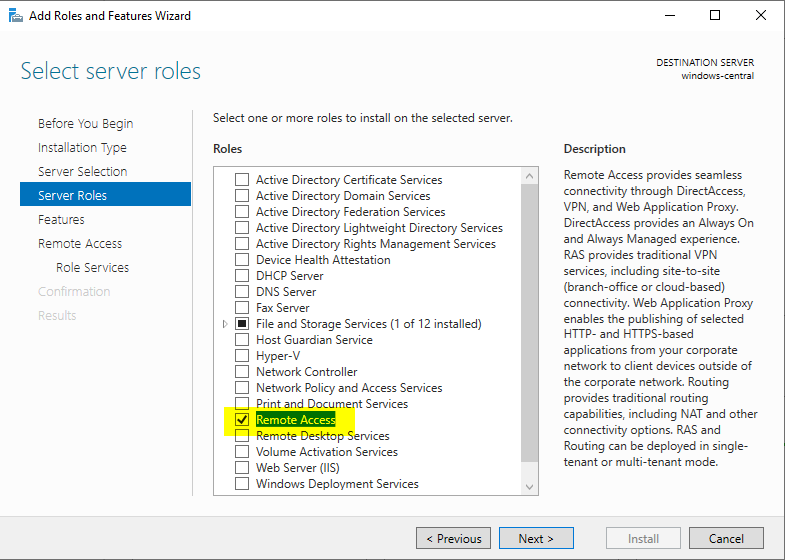 Add Roles and Features Wizard
Select server roles
DESTINATION SERVER
windows-central
Before You Begin
Installation Type
Server Selection
Server Roles
Features
Remote Access
Role Services
Confirmation
Results
Select one or more roles to install on the selected server.
Roles
Active Directory Certificate Services
Active Directory Domain Services
Active Directory Federation Services
Active Directory Lightweight Directory Services
Active Directory Rights Management Services
Device Health Attestation
DHCP Server
DNS Server
Fax Server
File and Storage Services (1 of 12 installed)
Host Guardian Service
Hyper-V
Network Controller
Network Policy and Access Services
Print and Document Services
Remote Access
Remote Desktop Services
Volume Activation Services
Web Server (IIS)
Windows Deployment Services
Description
Remote Access provides seamless
connectivity through DirectAccess,
VPN, and Web Application Proxy.
DirectAccess provides an Always On
and Always Managed experience.
RAS provides traditional VPN
services, including site-to-site
(branch-office or cloud-based)
connectivity. Web Application Proxy
enables the publishing of selected
HTTP- and HTTPS-based
applications from your corporate
network to client devices outside of
the corporate network. Routing
provides traditional routing
capabilities, including NAT and other
connectivity options. RAS and
Routing can be deployed in single-
tenant or multi-tenant mode.
< Previous
Next >
Install
Cancel